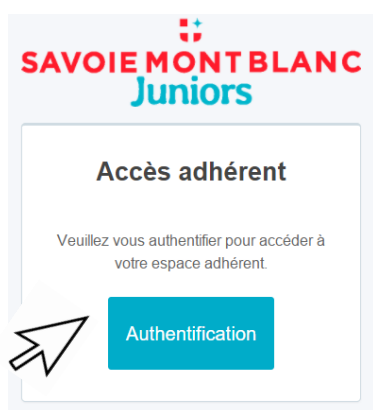 SAVOIE MONT BLANC
Juniors
Accès adhérent
Veuillez vous authentifier pour accéder à
votre espace adhérent.
Authentification